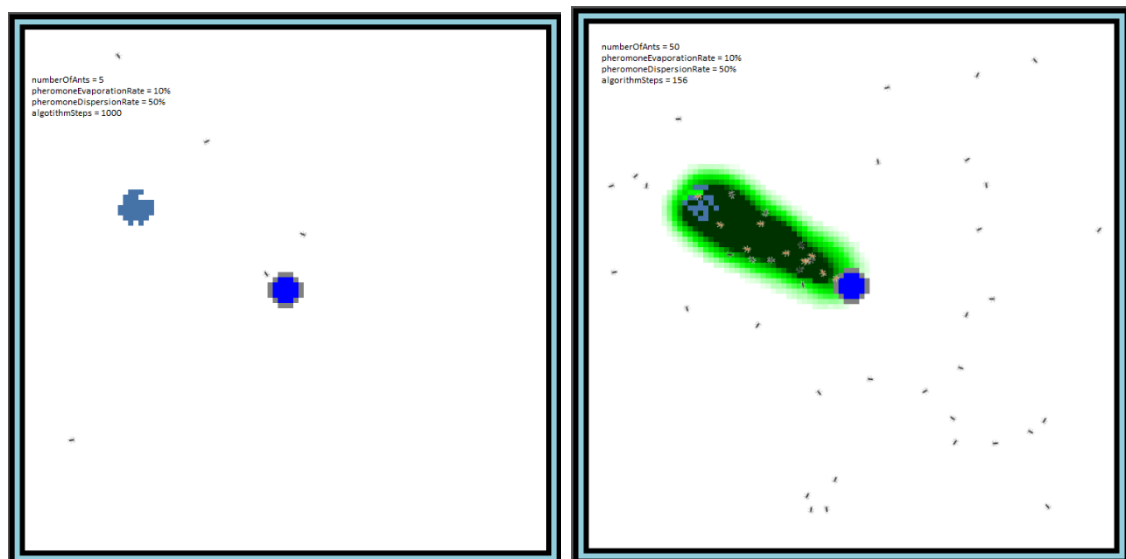 numberOfAnts = 5
pheromoneEvaporationRate = 10%
pheromoneDispersionRate = 50%
algotithmSteps = 1000
numberOfAnts = 50
pheromoneEvaporationRate = 10%
pheromoneDispersionRate = 50%
algorithmSteps = 156